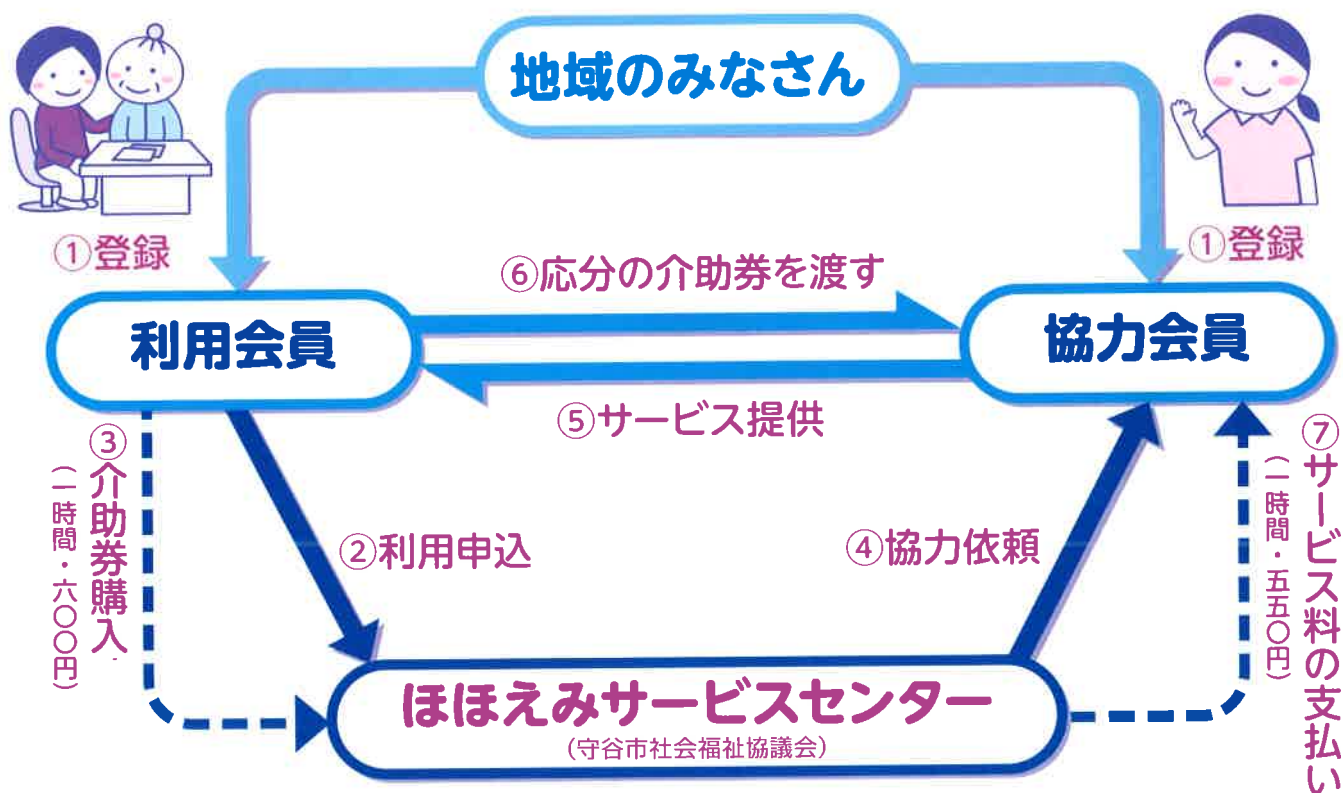 地域のみなさん
①登録
①登録
⑥応分の介助券を渡す
利用会員
協力会員
⑤サービス提供
③介助券購入
(一時間・六〇〇円)
②利用申込
④協力依頼
⑦サービス料の支払い
(一時間・五五〇円)
ほほえみサービスセンター
(守谷市社会福祉協議会)